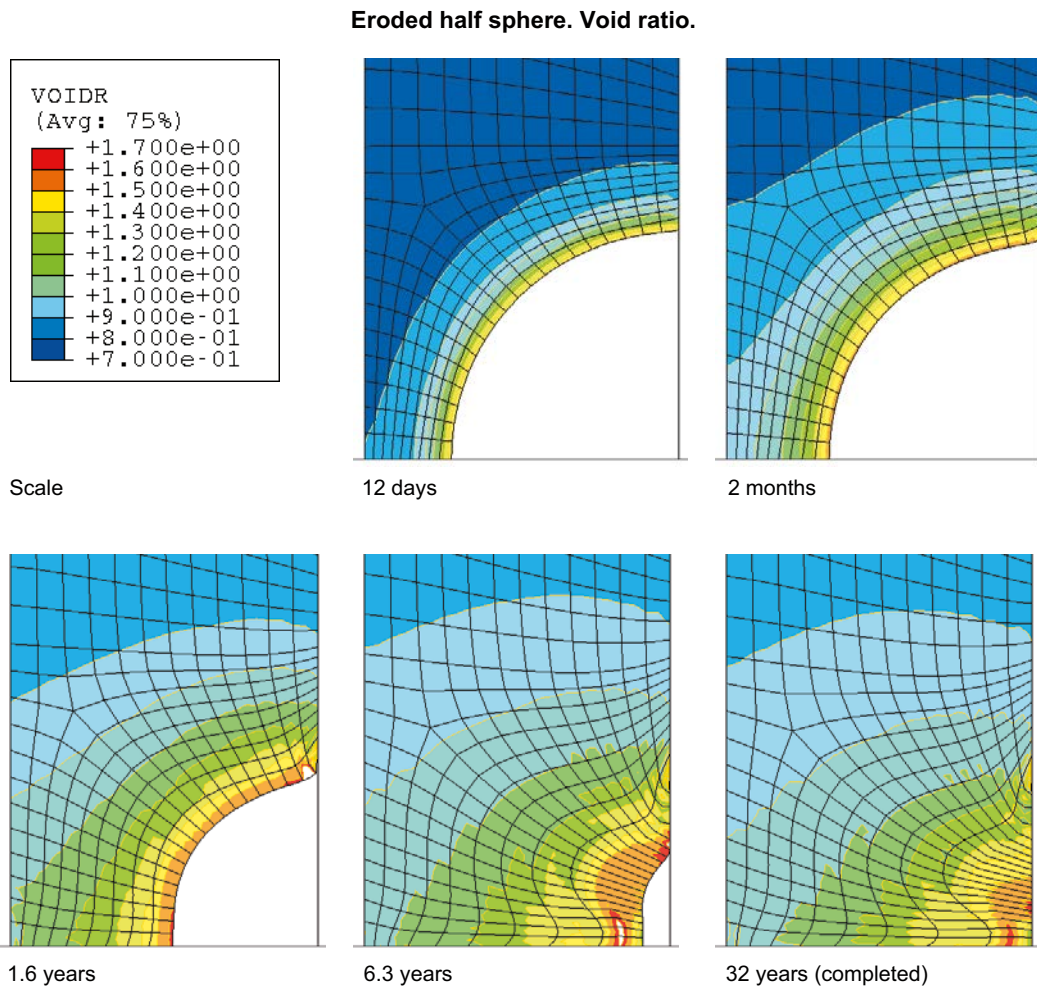 Eroded half sphere. Void ratio.
VOIDR
(Avg: 75%)
+1.700e+00
+1.600e+00
+1.500e+00
+1.400e+00
+1.300e+00
+1.200e+00
+1.100e+00
+1.000e+00
+9.000e-01
+8.000e-01
+7.000e-01
Scale
12 days
2 months
1.6 years
6.3 years
32 years (completed)